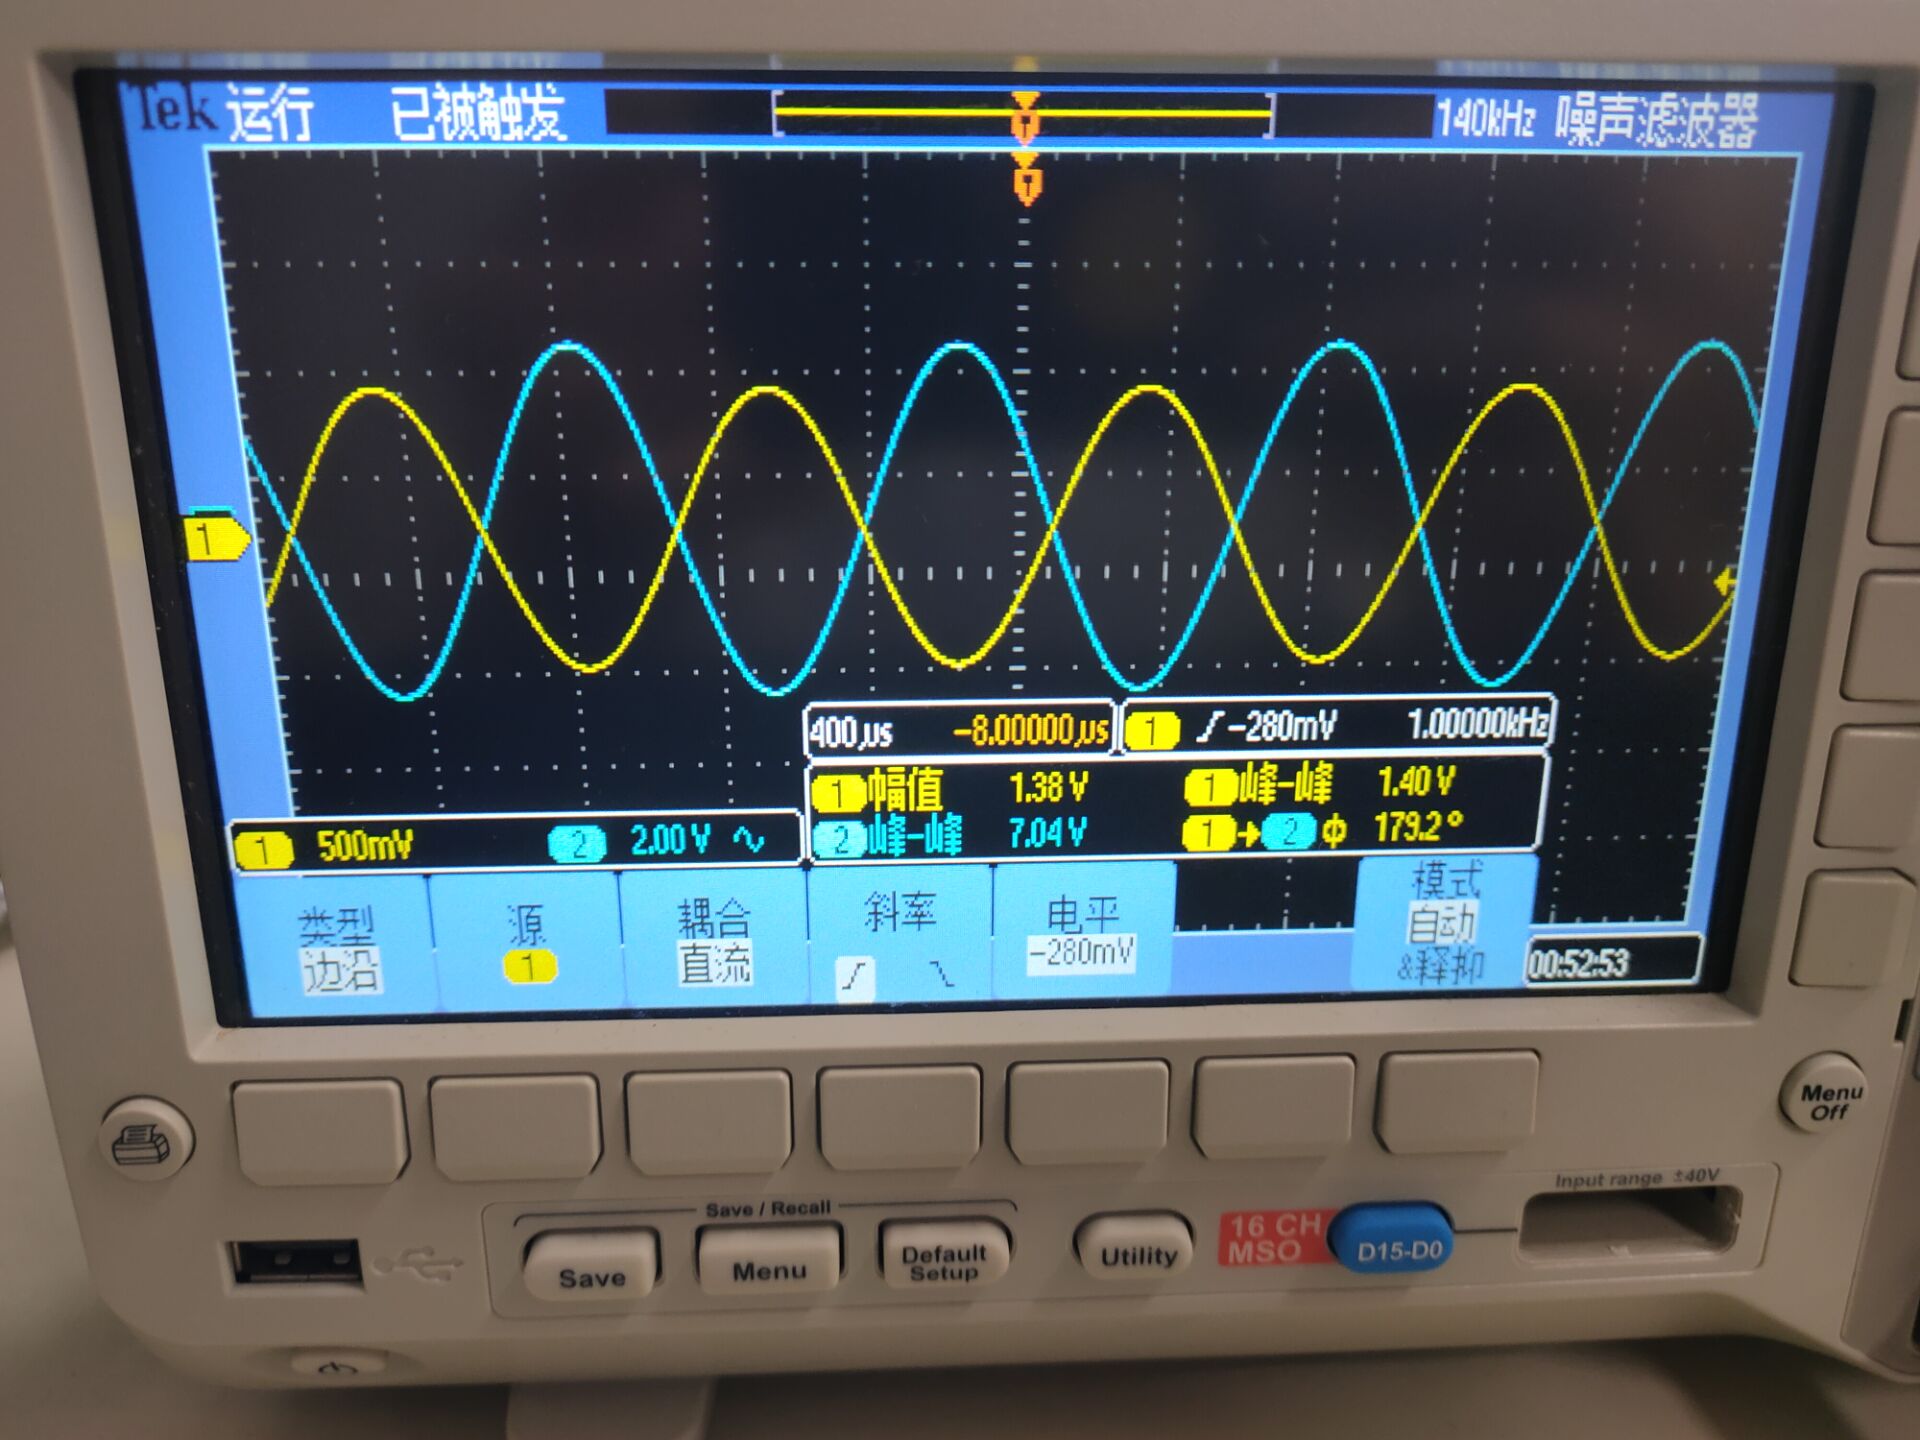 Tek 运行 已被触发 140kHz 噪声滤波器
1
400µs -8.00000µs 1 -280mV 1.00000kHz
1 幅值 1.38 V 1 峰-峰 1.40 V
1 500mV 2 2.00 V 2 峰-峰 7.04 V 1 2 Φ 179.2°
类型 源 耦合 斜率 电平 模式
边沿 1 直流 -280mV 自动
&释抑 00:52:53
Menu
Off
Input range ±40V
Save / Recall
Save Menu Default
Setup Utility 16 CH
MSO D15-D0